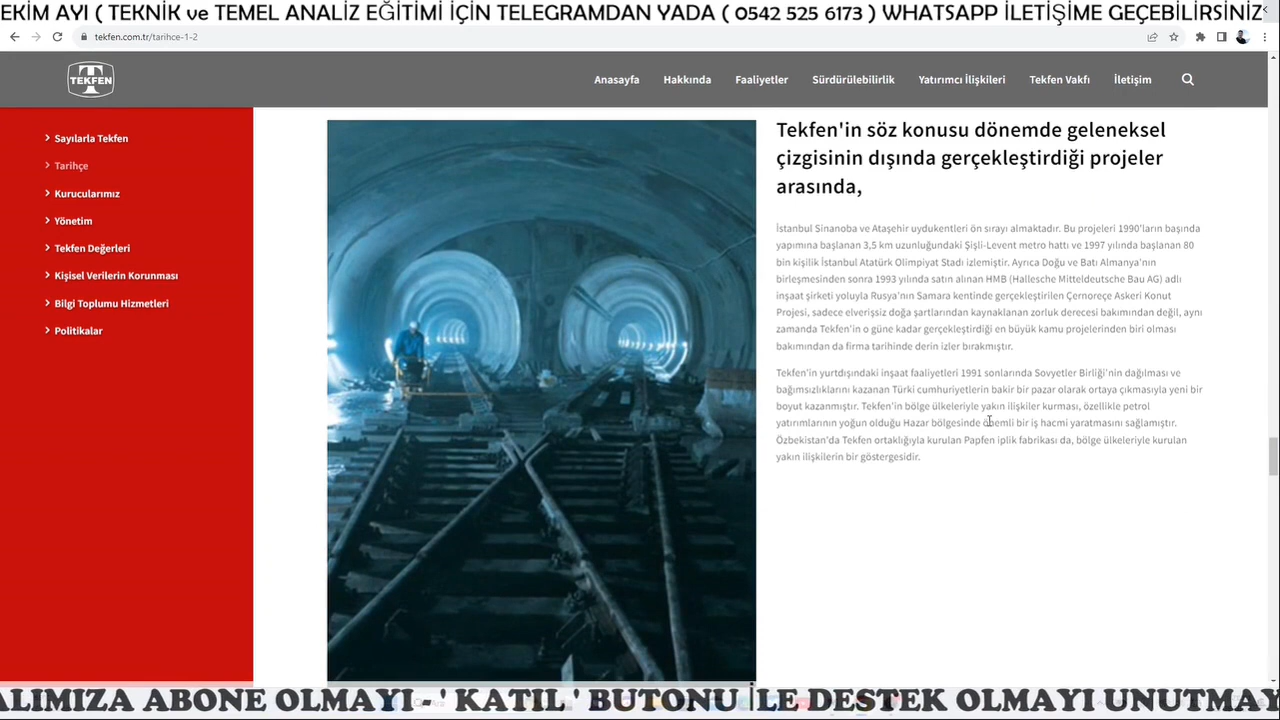 EKİM AYI ( TEKNİK ve TEMEL ANALİZ EĞİTİMİ İÇİN TELEGRAMDAN YADA ( 0542 525 6173 ) WHATSAPP İLETİŞİME GEÇEBİLİRSİNİZ
tekfen.com.tr/tarihce-1-2
TEKFEN
Anasayfa Hakkında Faaliyetler Sürdürülebilirlik Yatırımcı İlişkileri Tekfen Vakfı İletişim
Sayılarla Tekfen
Tarihçe
Kurucularımız
Yönetim
Tekfen Değerleri
Kişisel Verilerin Korunması
Bilgi Toplumu Hizmetleri
Politikalar
Tekfen'in söz konusu dönemde geleneksel
çizgisinin dışında gerçekleştirdiği projeler
arasında,
İstanbul Sinanoba ve Ataşehir uydukentleri ön sırayı almaktadır. Bu projeleri 1990'ların başında
yapımına başlanan 3,5 km uzunluğundaki Şişli-Levent metro hattı ve 1997 yılında başlanan 80
bin kişilik İstanbul Atatürk Olimpiyat Stadı izlemiştir. Ayrıca Doğu ve Batı Almanya'nın
birleşmesinden sonra 1993 yılında satın alınan HMB (Hallesche Mitteldeutsche Bau AG) adlı
inşaat şirketi yoluyla Rusya'nın Samara kentinde gerçekleştirilen Çernoreçe Askeri Konut
Projesi, sadece elverişsiz doğa şartlarından kaynaklanan zorluk derecesi bakımından değil, aynı
zamanda Tekfen'in o güne kadar gerçekleştirdiği en büyük kamu projelerinden biri olması
bakımından da firma tarihinde derin izler bırakmıştır.
Tekfen'in yurtdışındaki inşaat faaliyetleri 1991 sonlarında Sovyetler Birliği'nin dağılması ve
bağımsızlıklarını kazanan Türki cumhuriyetlerin bakir bir pazar olarak ortaya çıkmasıyla yeni bir
boyut kazanmıştır. Tekfen'in bölge ülkeleriyle yakın ilişkiler kurması, özellikle petrol
yatırımlarının yoğun olduğu Hazar bölgesinde önemli bir iş hacmi yaratmasını sağlamıştır.
Özbekistan'da Tekfen ortaklığıyla kurulan Papfen iplik fabrikası da, bölge ülkeleriyle kurulan
yakın ilişkilerin bir göstergesidir.
ALIMIZA ABONE OLMAYI - ' KATIL ' BUTONU İLE DESTEK OLMAYI UNUTMAY